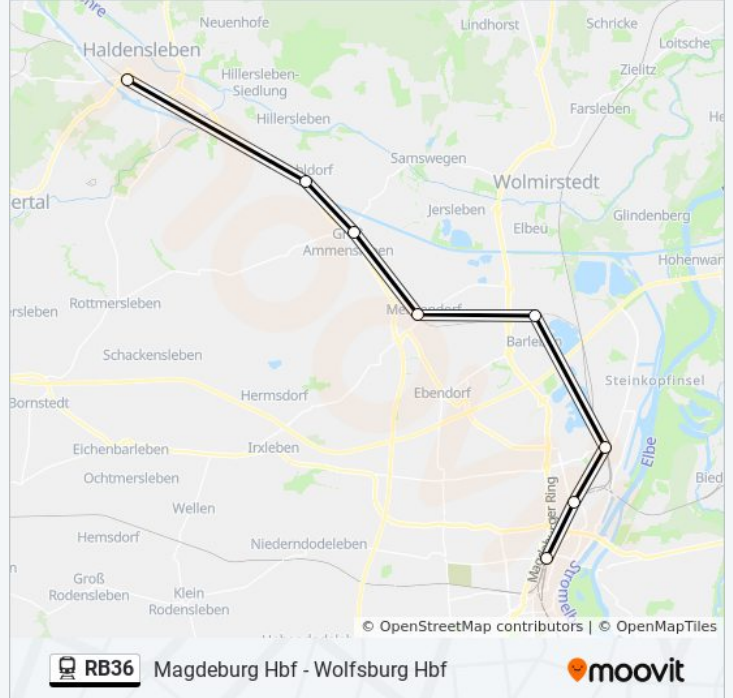 hre
Neuenhofe
Lindhorst
Schricke
Haldensleben
Loitsche
Zielitz
Hillersleben-
Siedlung
Farsleben
Hillersleben
Samswegen
Wolmirstedt
Jersleben
Glindenberg
Elbeu
Ammensleben
Hohenwar
Rottmersleben
Schackensleben
Steinkopfinsel
Hermsdorf
Ebendorf
Bornstedt
Eichenbarleben
Irxleben
Elbe
Ochtmersleben
Wellen
Hemsdorf
Niederndodeleben
Groß
Rodensleben
Klein
Rodensleben
© OpenStreetMap contributors | © OpenMapTiles
RB36
Magdeburg Hbf - Wolfsburg Hbf
moovit